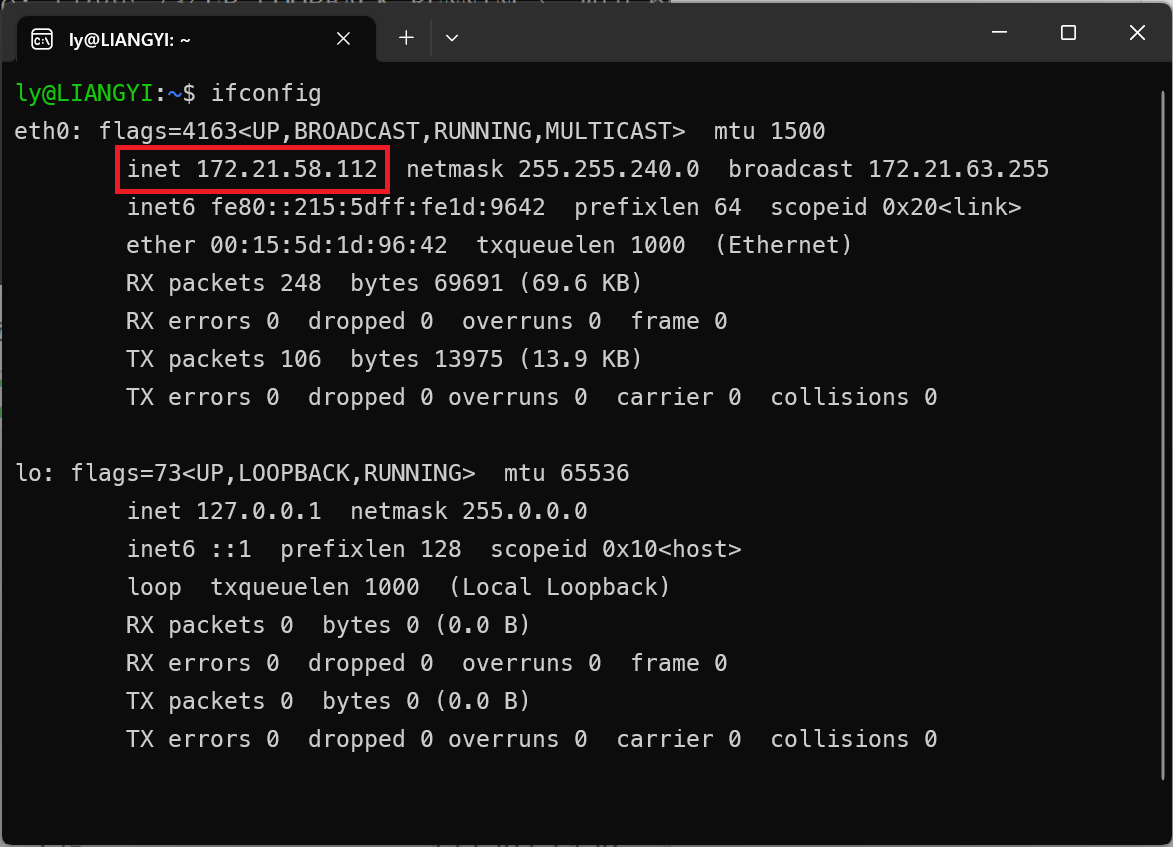 ly@LIANGYI: ~
ly@LIANGYI:~$ ifconfig
eth0: flags=4163<UP,BROADCAST,RUNNING,MULTICAST>  mtu 1500
        inet 172.21.58.112  netmask 255.255.240.0  broadcast 172.21.63.255
        inet6 fe80::215:5dff:fe1d:9642  prefixlen 64  scopeid 0x20<link>
        ether 00:15:5d:1d:96:42  txqueuelen 1000  (Ethernet)
        RX packets 248  bytes 69691 (69.6 KB)
        RX errors 0  dropped 0  overruns 0  frame 0
        TX packets 106  bytes 13975 (13.9 KB)
        TX errors 0  dropped 0 overruns 0  carrier 0  collisions 0
lo: flags=73<UP,LOOPBACK,RUNNING>  mtu 65536
        inet 127.0.0.1  netmask 255.0.0.0
        inet6 ::1  prefixlen 128  scopeid 0x10<host>
        loop  txqueuelen 1000  (Local Loopback)
        RX packets 0  bytes 0 (0.0 B)
        RX errors 0  dropped 0  overruns 0  frame 0
        TX packets 0  bytes 0 (0.0 B)
        TX errors 0  dropped 0 overruns 0  carrier 0  collisions 0